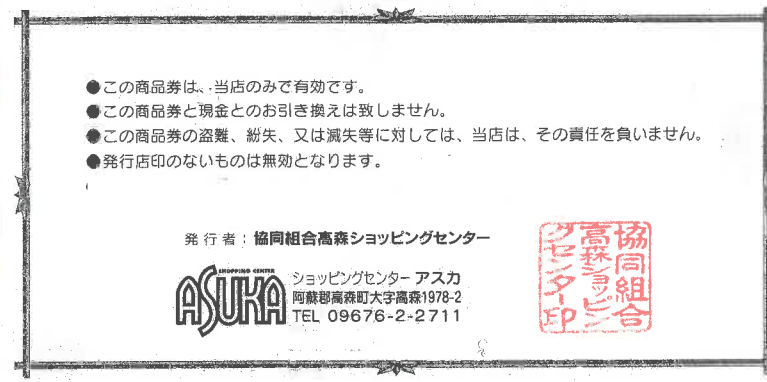 ●この商品券は、当店のみで有効です。
●この商品券と現金とのお引き換えは致しません。
●この商品券の盗難、紛失、又は滅失等に対しては、当店は、その責任を負いません。
●発行店印のないものは無効となります。
発行者：協同組合高森ショッピングセンター
SHOPPING CENTER
ASUKA
ショッピングセンター アスカ
阿蘇郡高森町大字高森1978-2
TEL 09676-2-2711
協同組合
高森ショッピン
グセンター印